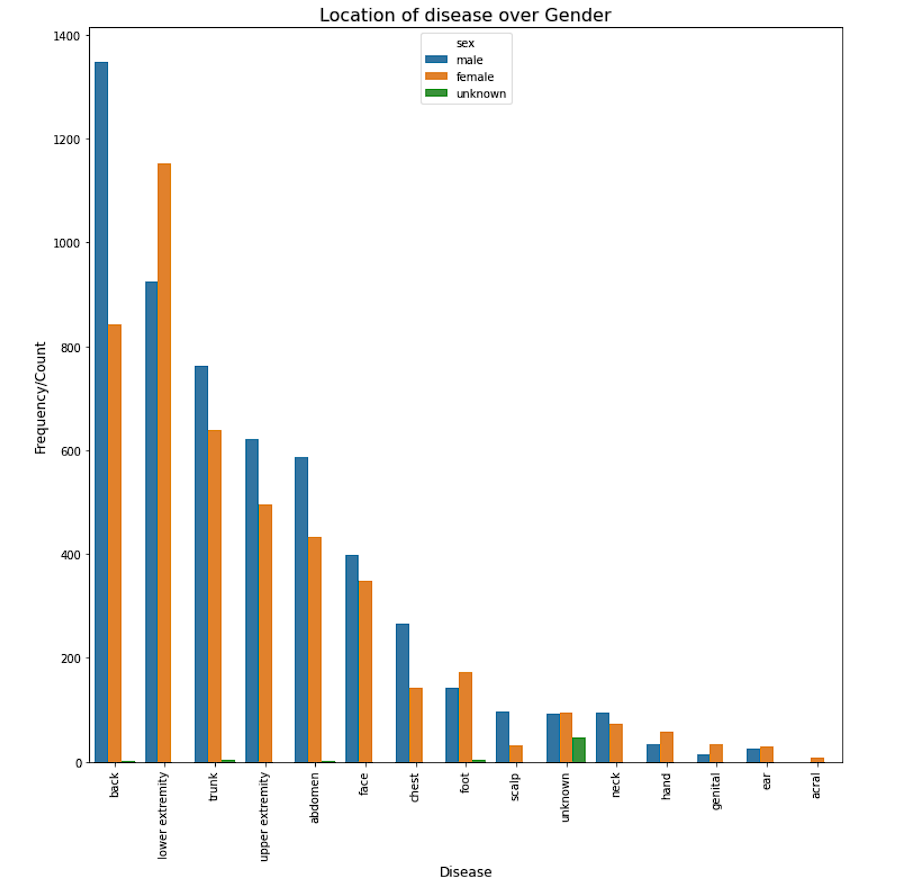 Location of disease over Gender
sex
male
female
unknown
1400
1200
1000
800
600
400
200
0
Frequency/Count
back
lower extremity
trunk
upper extremity
abdomen
face
chest
foot
scalp
unknown
neck
hand
genital
ear
acral
Disease